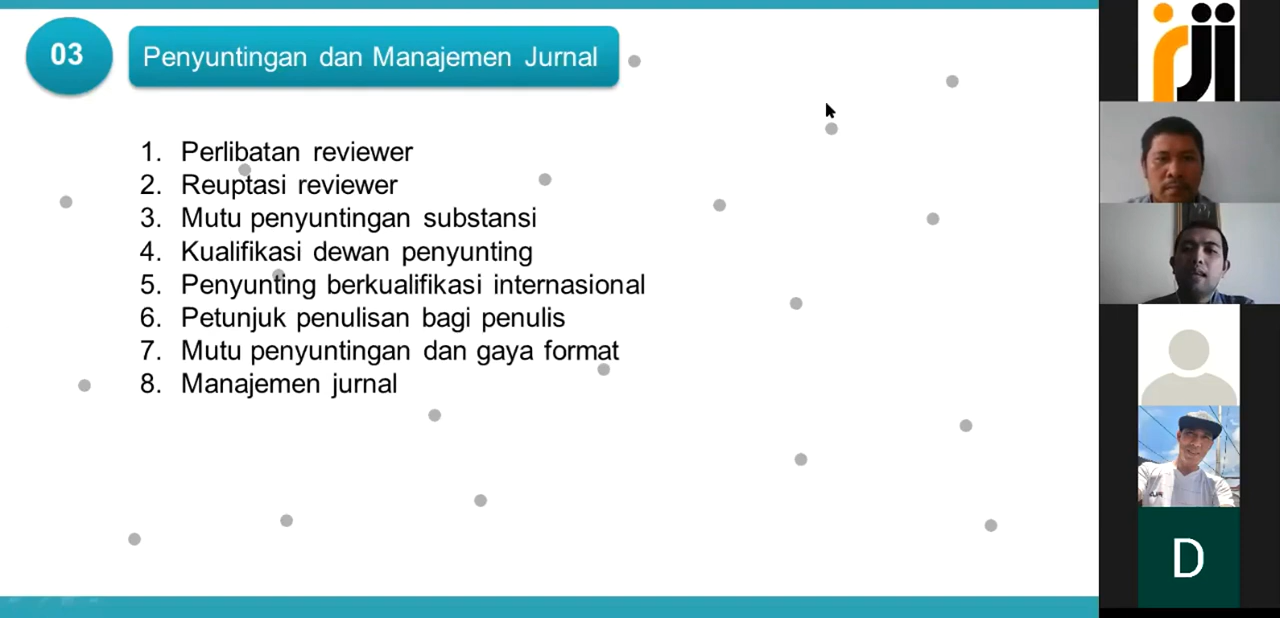 03
Penyuntingan dan Manajemen Jurnal
1. Perlibatan reviewer
2. Reuptasi reviewer
3. Mutu penyuntingan substansi
4. Kualifikasi dewan penyunting
5. Penyunting berkualifikasi internasional
6. Petunjuk penulisan bagi penulis
7. Mutu penyuntingan dan gaya format
8. Manajemen jurnal
rji
D